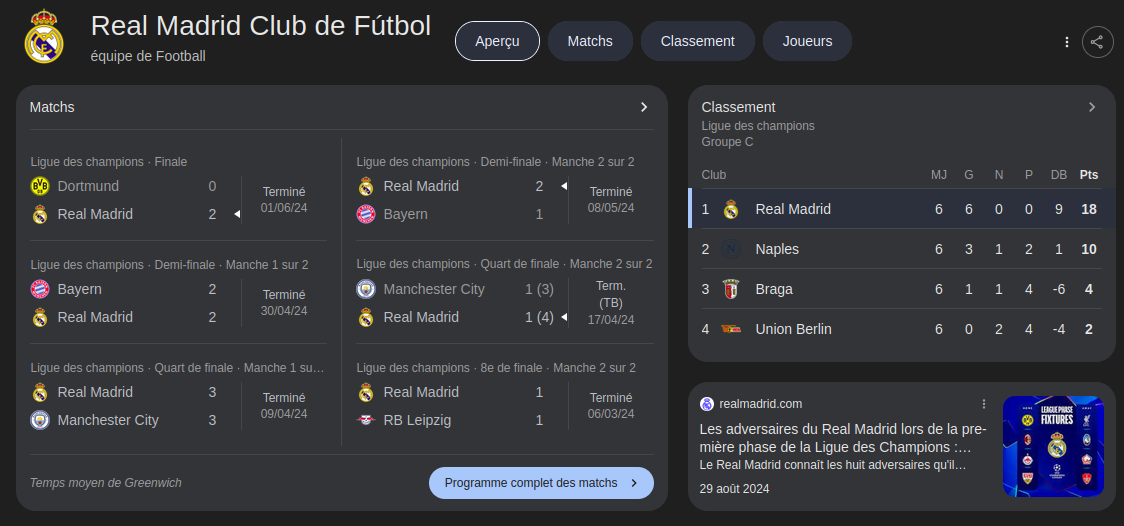 Real Madrid Club de Fútbol
équipe de Football
Aperçu
Matchs
Classement
Joueurs
Matchs
Ligue des champions · Finale
Dortmund 0
Real Madrid 2
Terminé
01/06/24
Ligue des champions · Demi-finale · Manche 2 sur 2
Real Madrid 2
Bayern 1
Terminé
08/05/24
Ligue des champions · Demi-finale · Manche 1 sur 2
Bayern 2
Real Madrid 2
Terminé
30/04/24
Ligue des champions · Quart de finale · Manche 2 sur 2
Manchester City 1 (3)
Real Madrid 1 (4)
Term.
(TB)
17/04/24
Ligue des champions · Quart de finale · Manche 1 su…
Real Madrid 3
Manchester City 3
Terminé
09/04/24
Ligue des champions · 8e de finale · Manche 2 sur 2
Real Madrid 1
RB Leipzig 1
Terminé
06/03/24
Temps moyen de Greenwich
Programme complet des matchs
Classement
Ligue des champions
Groupe C
Club MJ G N P DB Pts
1 Real Madrid 6 6 0 0 9 18
2 Naples 6 3 1 2 1 10
3 Braga 6 1 1 4 -6 4
4 Union Berlin 6 0 2 4 -4 2
realmadrid.com
Les adversaires du Real Madrid lors de la pre-
mière phase de la Ligue des Champions :…
Le Real Madrid connaît les huit adversaires qu'il…
29 août 2024
LEAGUE PHASE
FIXTURES